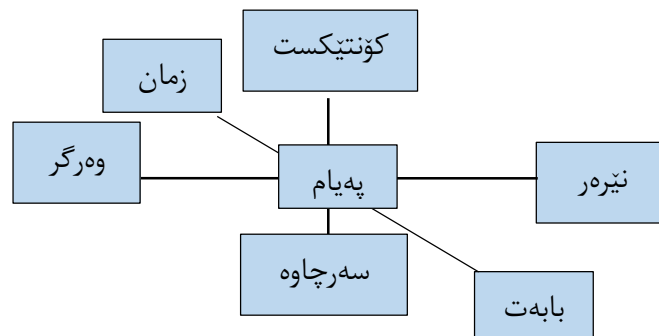 کۆنتێکست
زمان
وەرگر
پەیام
نێرەر
سەرچاوە
بابەت